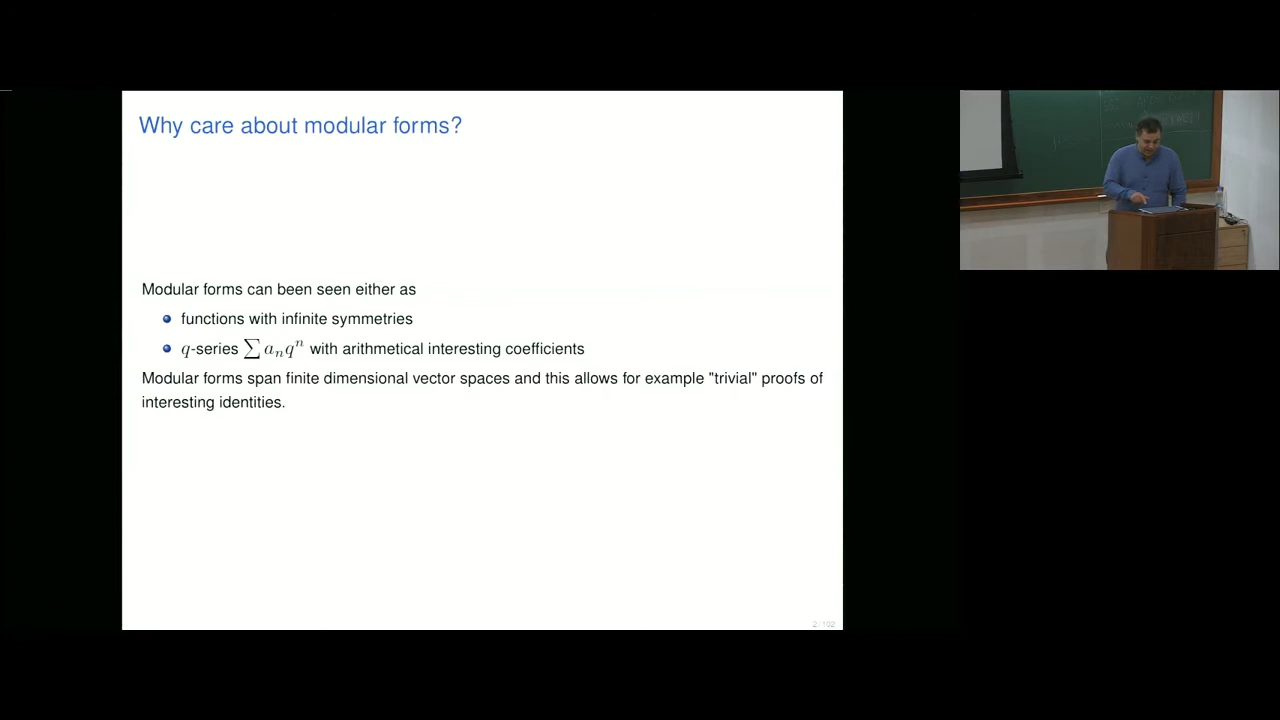 Why care about modular forms?
Modular forms can been seen either as
functions with infinite symmetries
q-series ∑ aₙqⁿ with arithmetical interesting coefficients
Modular forms span finite dimensional vector spaces and this allows for example "trivial" proofs of
interesting identities.
2 / 102